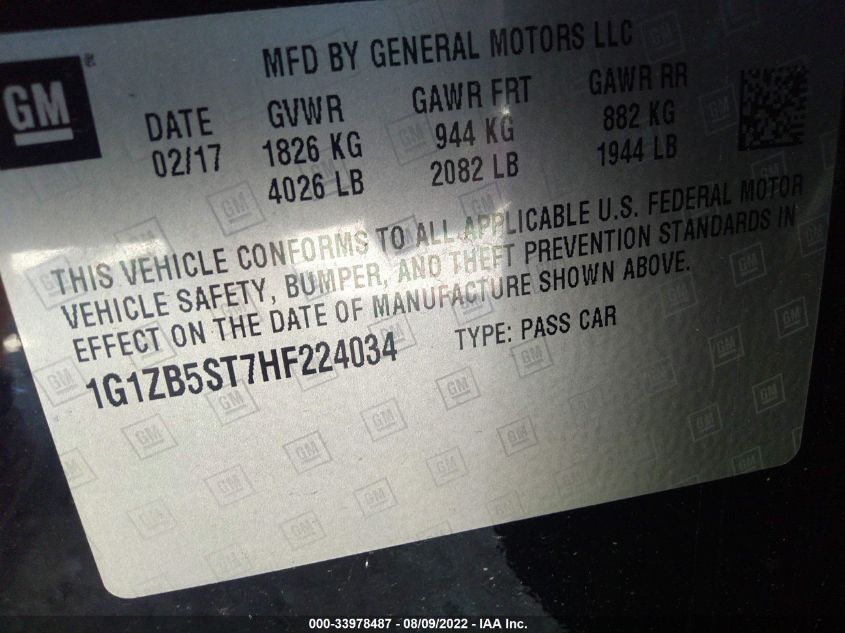 MFD BY GENERAL MOTORS LLC
GM®
DATE GVWR GAWR FRT GAWR RR
02/17 1826 KG 944 KG 882 KG
4026 LB 2082 LB 1944 LB
THIS VEHICLE CONFORMS TO ALL APPLICABLE U.S. FEDERAL MOTOR
VEHICLE SAFETY, BUMPER, AND THEFT PREVENTION STANDARDS IN
EFFECT ON THE DATE OF MANUFACTURE SHOWN ABOVE.
1G1ZB5ST7HF224034 TYPE: PASS CAR
000-33978487 - 08/09/2022 - IAA Inc.